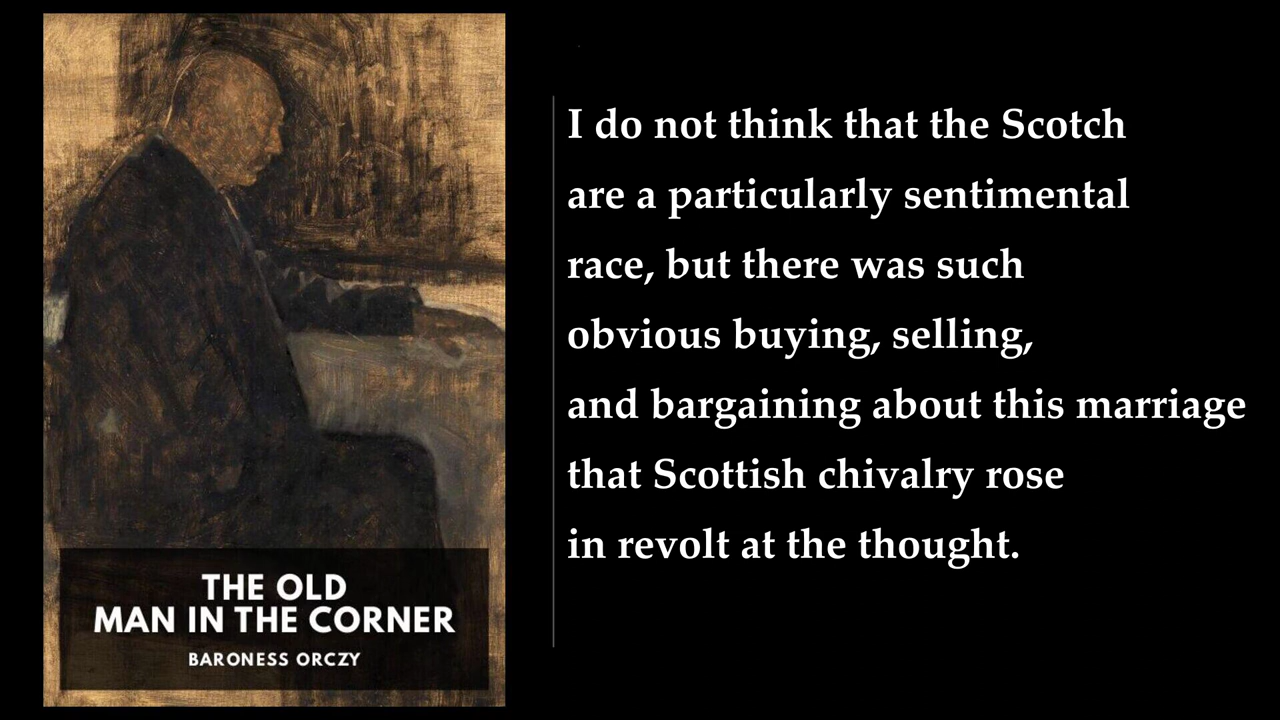 THE OLD
MAN IN THE CORNER
BARONESS ORCZY
I do not think that the Scotch
are a particularly sentimental
race, but there was such
obvious buying, selling,
and bargaining about this marriage
that Scottish chivalry rose
in revolt at the thought.